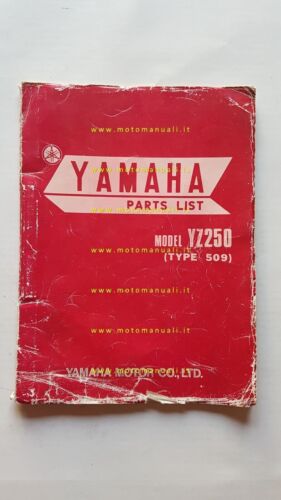 www.motomanuali.it
YAMAHA
PARTS LIST
www.motomanuali.it
MODEL YZ250
(TYPE 509)
www.motomanuali.it
www.motomanuali.it
YAMAHA MOTOR CO., LTD.